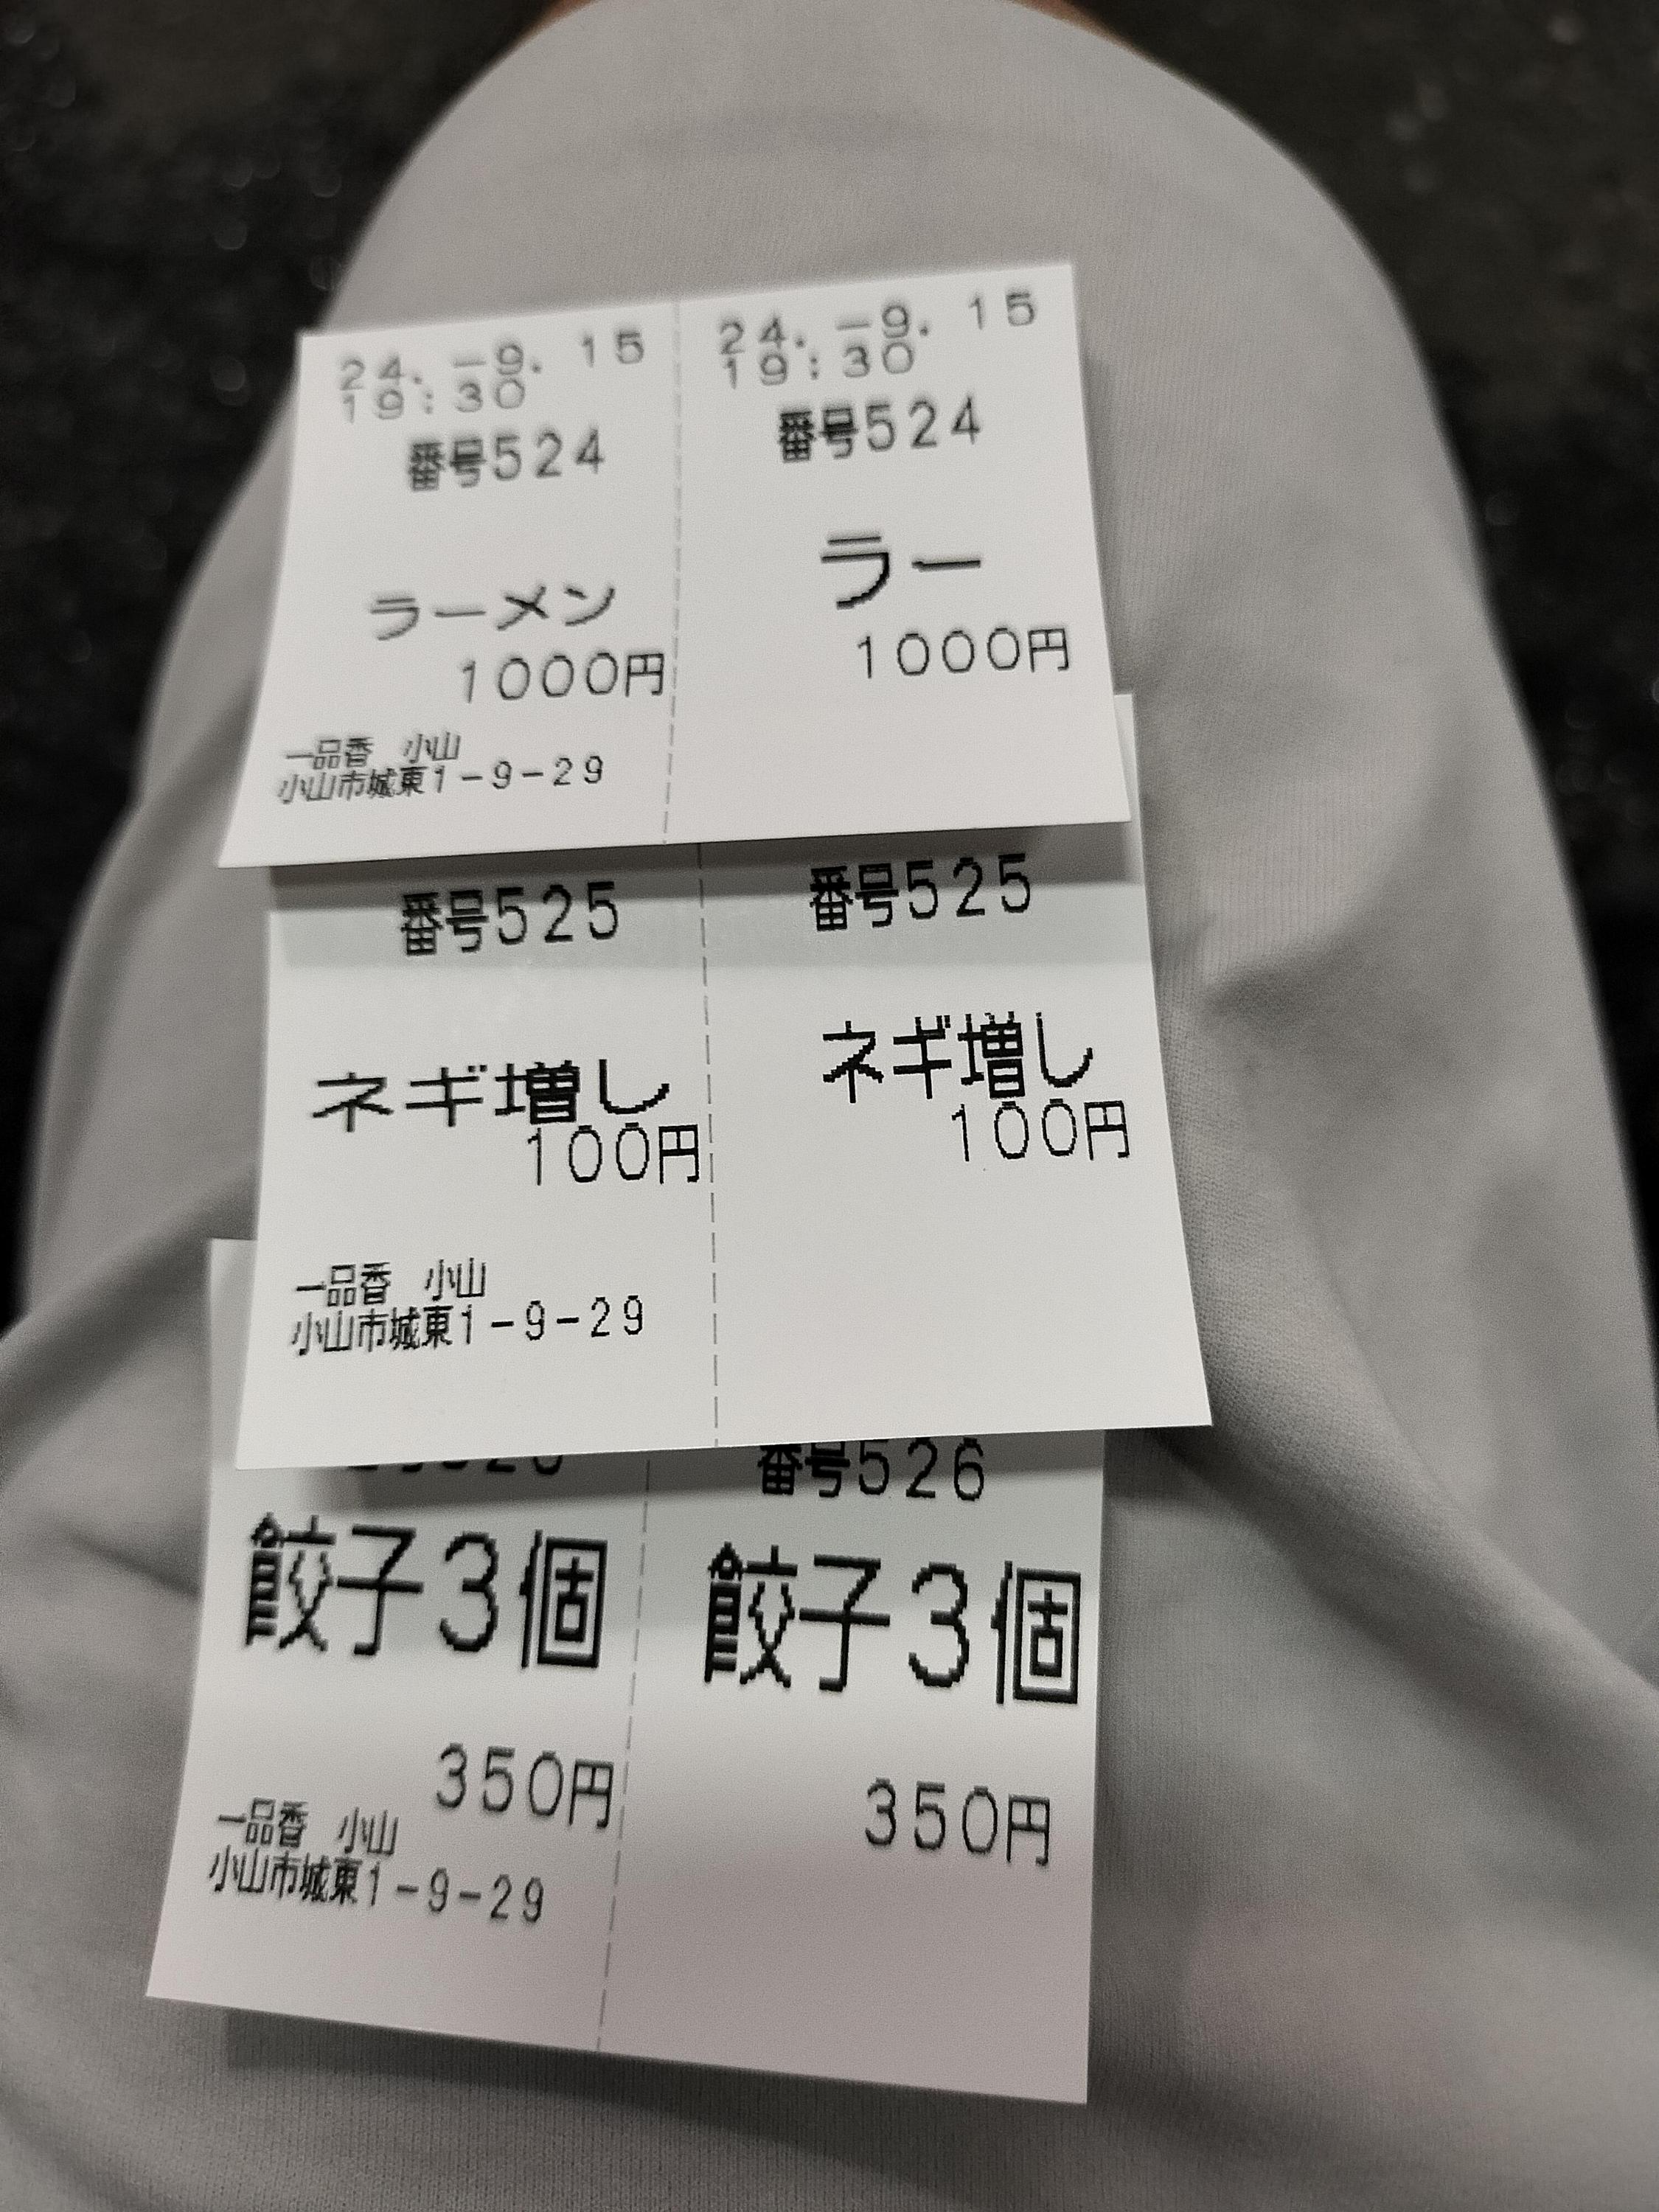 24.－9.15
19:30
番号524
ラーメン
1000円
一品香　小山
小山市城東1－9－29
24.－9.15
19:30
番号524
ラー
1000円
番号525
ネギ増し
100円
一品香　小山
小山市城東1－9－29
番号525
ネギ増し
100円
餃子3個
350円
一品香　小山
小山市城東1－9－29
番号526
餃子3個
350円